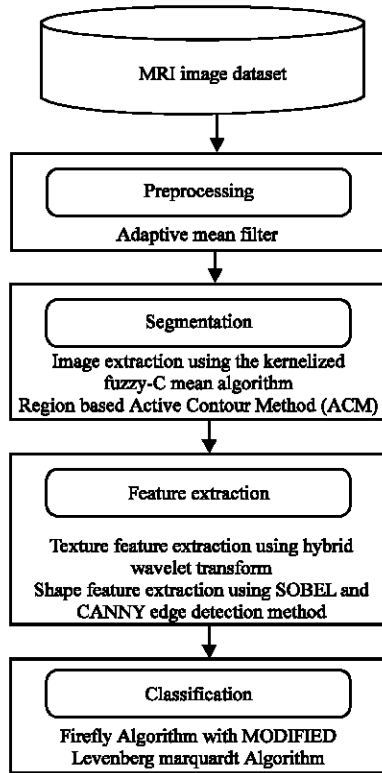 MRI image dataset
Preprocessing
Adaptive mean filter
Segmentation
Image extraction using the kernelized
fuzzy-C mean algorithm
Region based Active Contour Method (ACM)
Feature extraction
Texture feature extraction using hybrid
wavelet transform
Shape feature extraction using SOBEL and
CANNY edge detection method
Classification
Firefly Algorithm with MODIFIED
Levenberg marquardt Algorithm